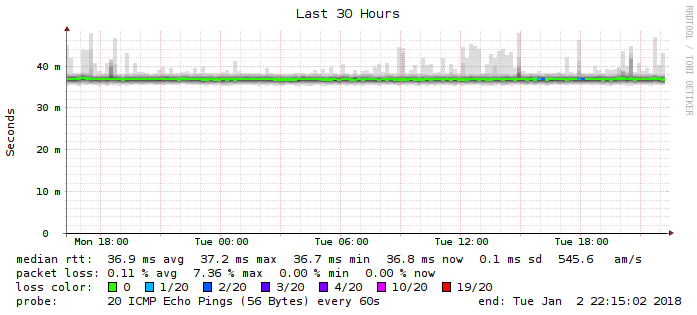 Last 30 Hours
RRDTOOL / TOBI OETIKER
Seconds
40 m
30 m
20 m
10 m
0
Mon 18:00 Tue 00:00 Tue 06:00 Tue 12:00 Tue 18:00
median rtt: 36.9 ms avg 37.2 ms max 36.7 ms min 36.8 ms now 0.1 ms sd 545.6 am/s
packet loss: 0.11 % avg 7.36 % max 0.00 % min 0.00 % now
loss color: 0 1/20 2/20 3/20 4/20 10/20 19/20
probe: 20 ICMP Echo Pings (56 Bytes) every 60s end: Tue Jan 2 22:15:02 2018